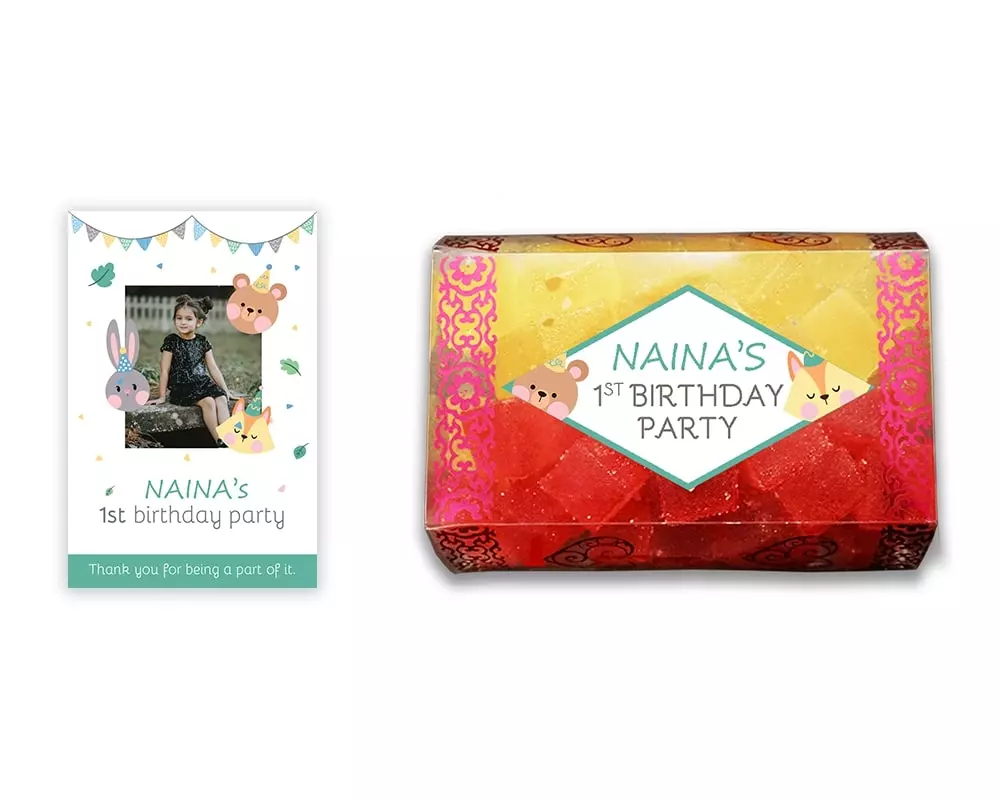 NAINA's
1st birthday party
Thank you for being a part of it.
NAINA'S
1ST BIRTHDAY
PARTY